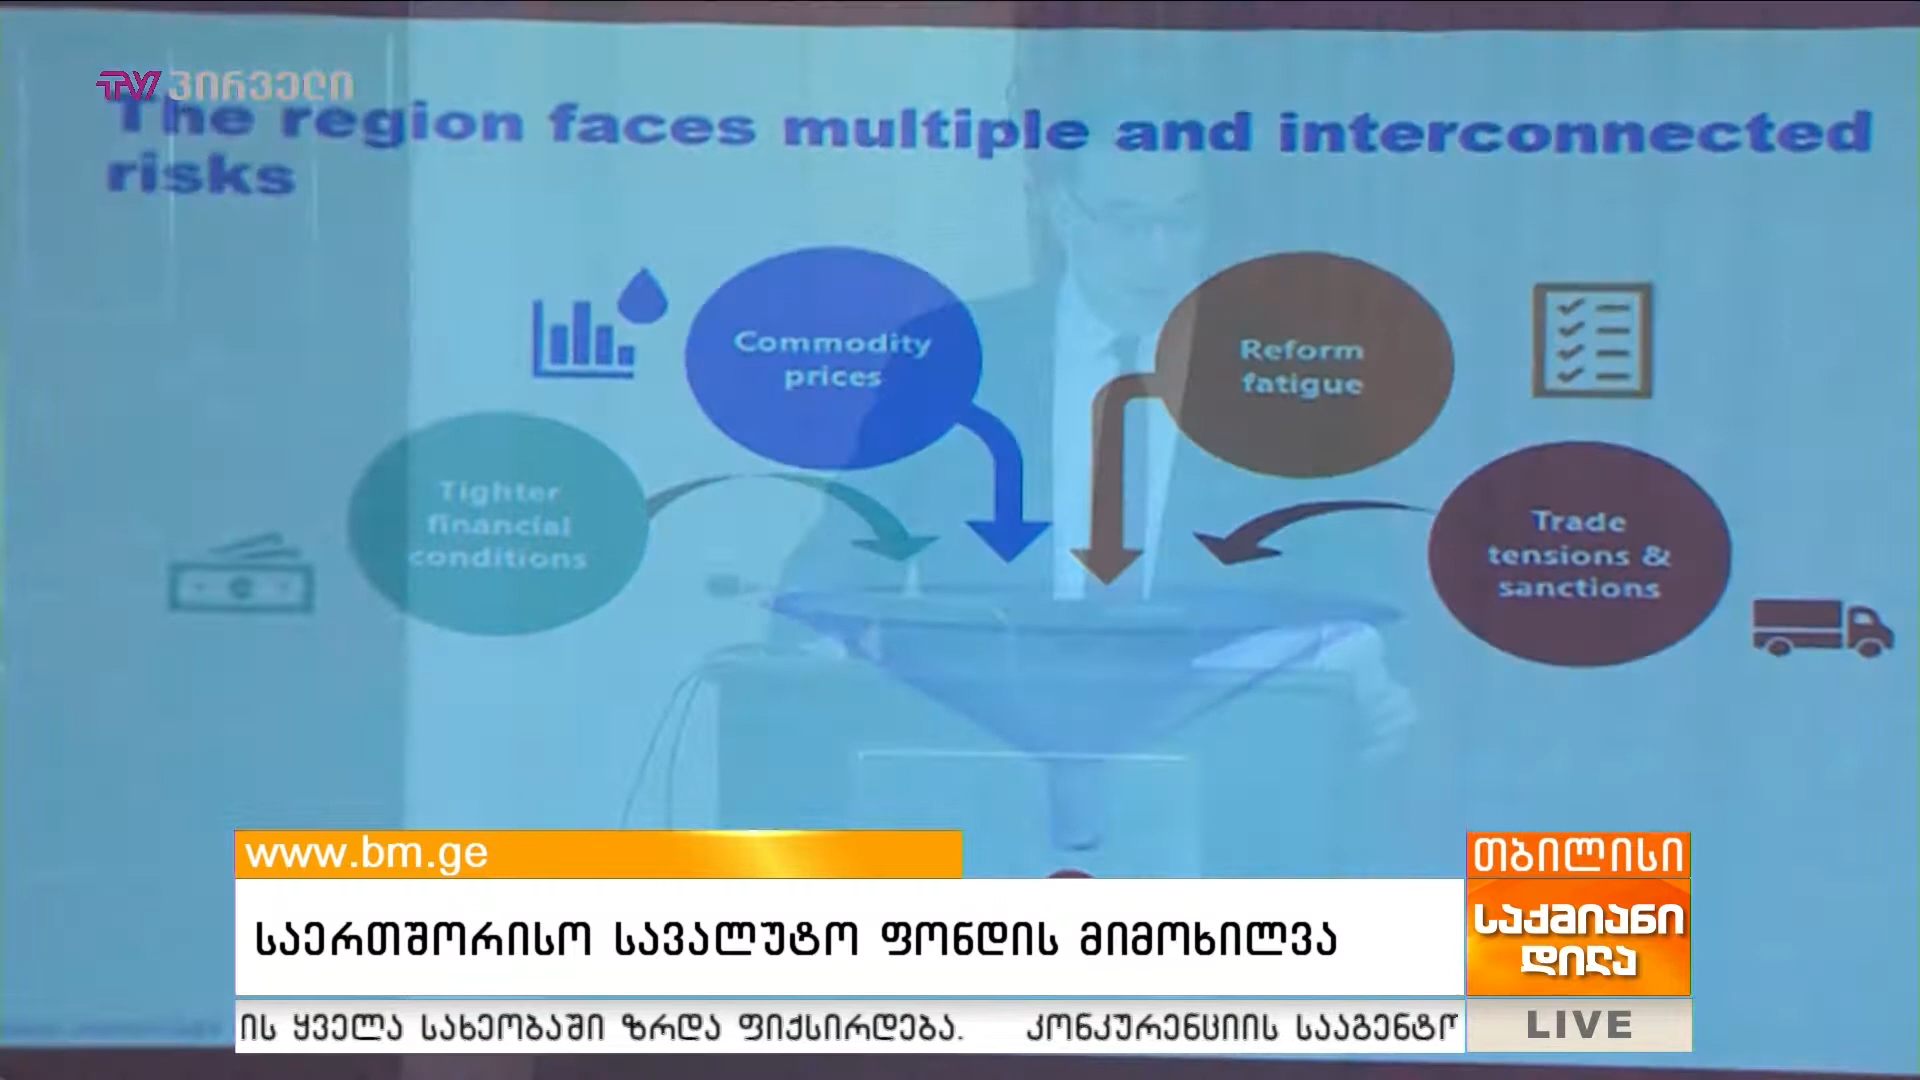 TV პირველი
The region faces multiple and interconnected
risks
Commodity
prices
Reform
fatigue
Tighter
financial
conditions
Trade
tensions &
sanctions
www.bm.ge
თბილისი
საერთშორისო სავალუტო ფონდის მიმოხილვა
საქმიანი
დილა
ის ყველა სახეობაში ზრდა ფიქსირდება. კონკურენციის სააგენტო
LIVE